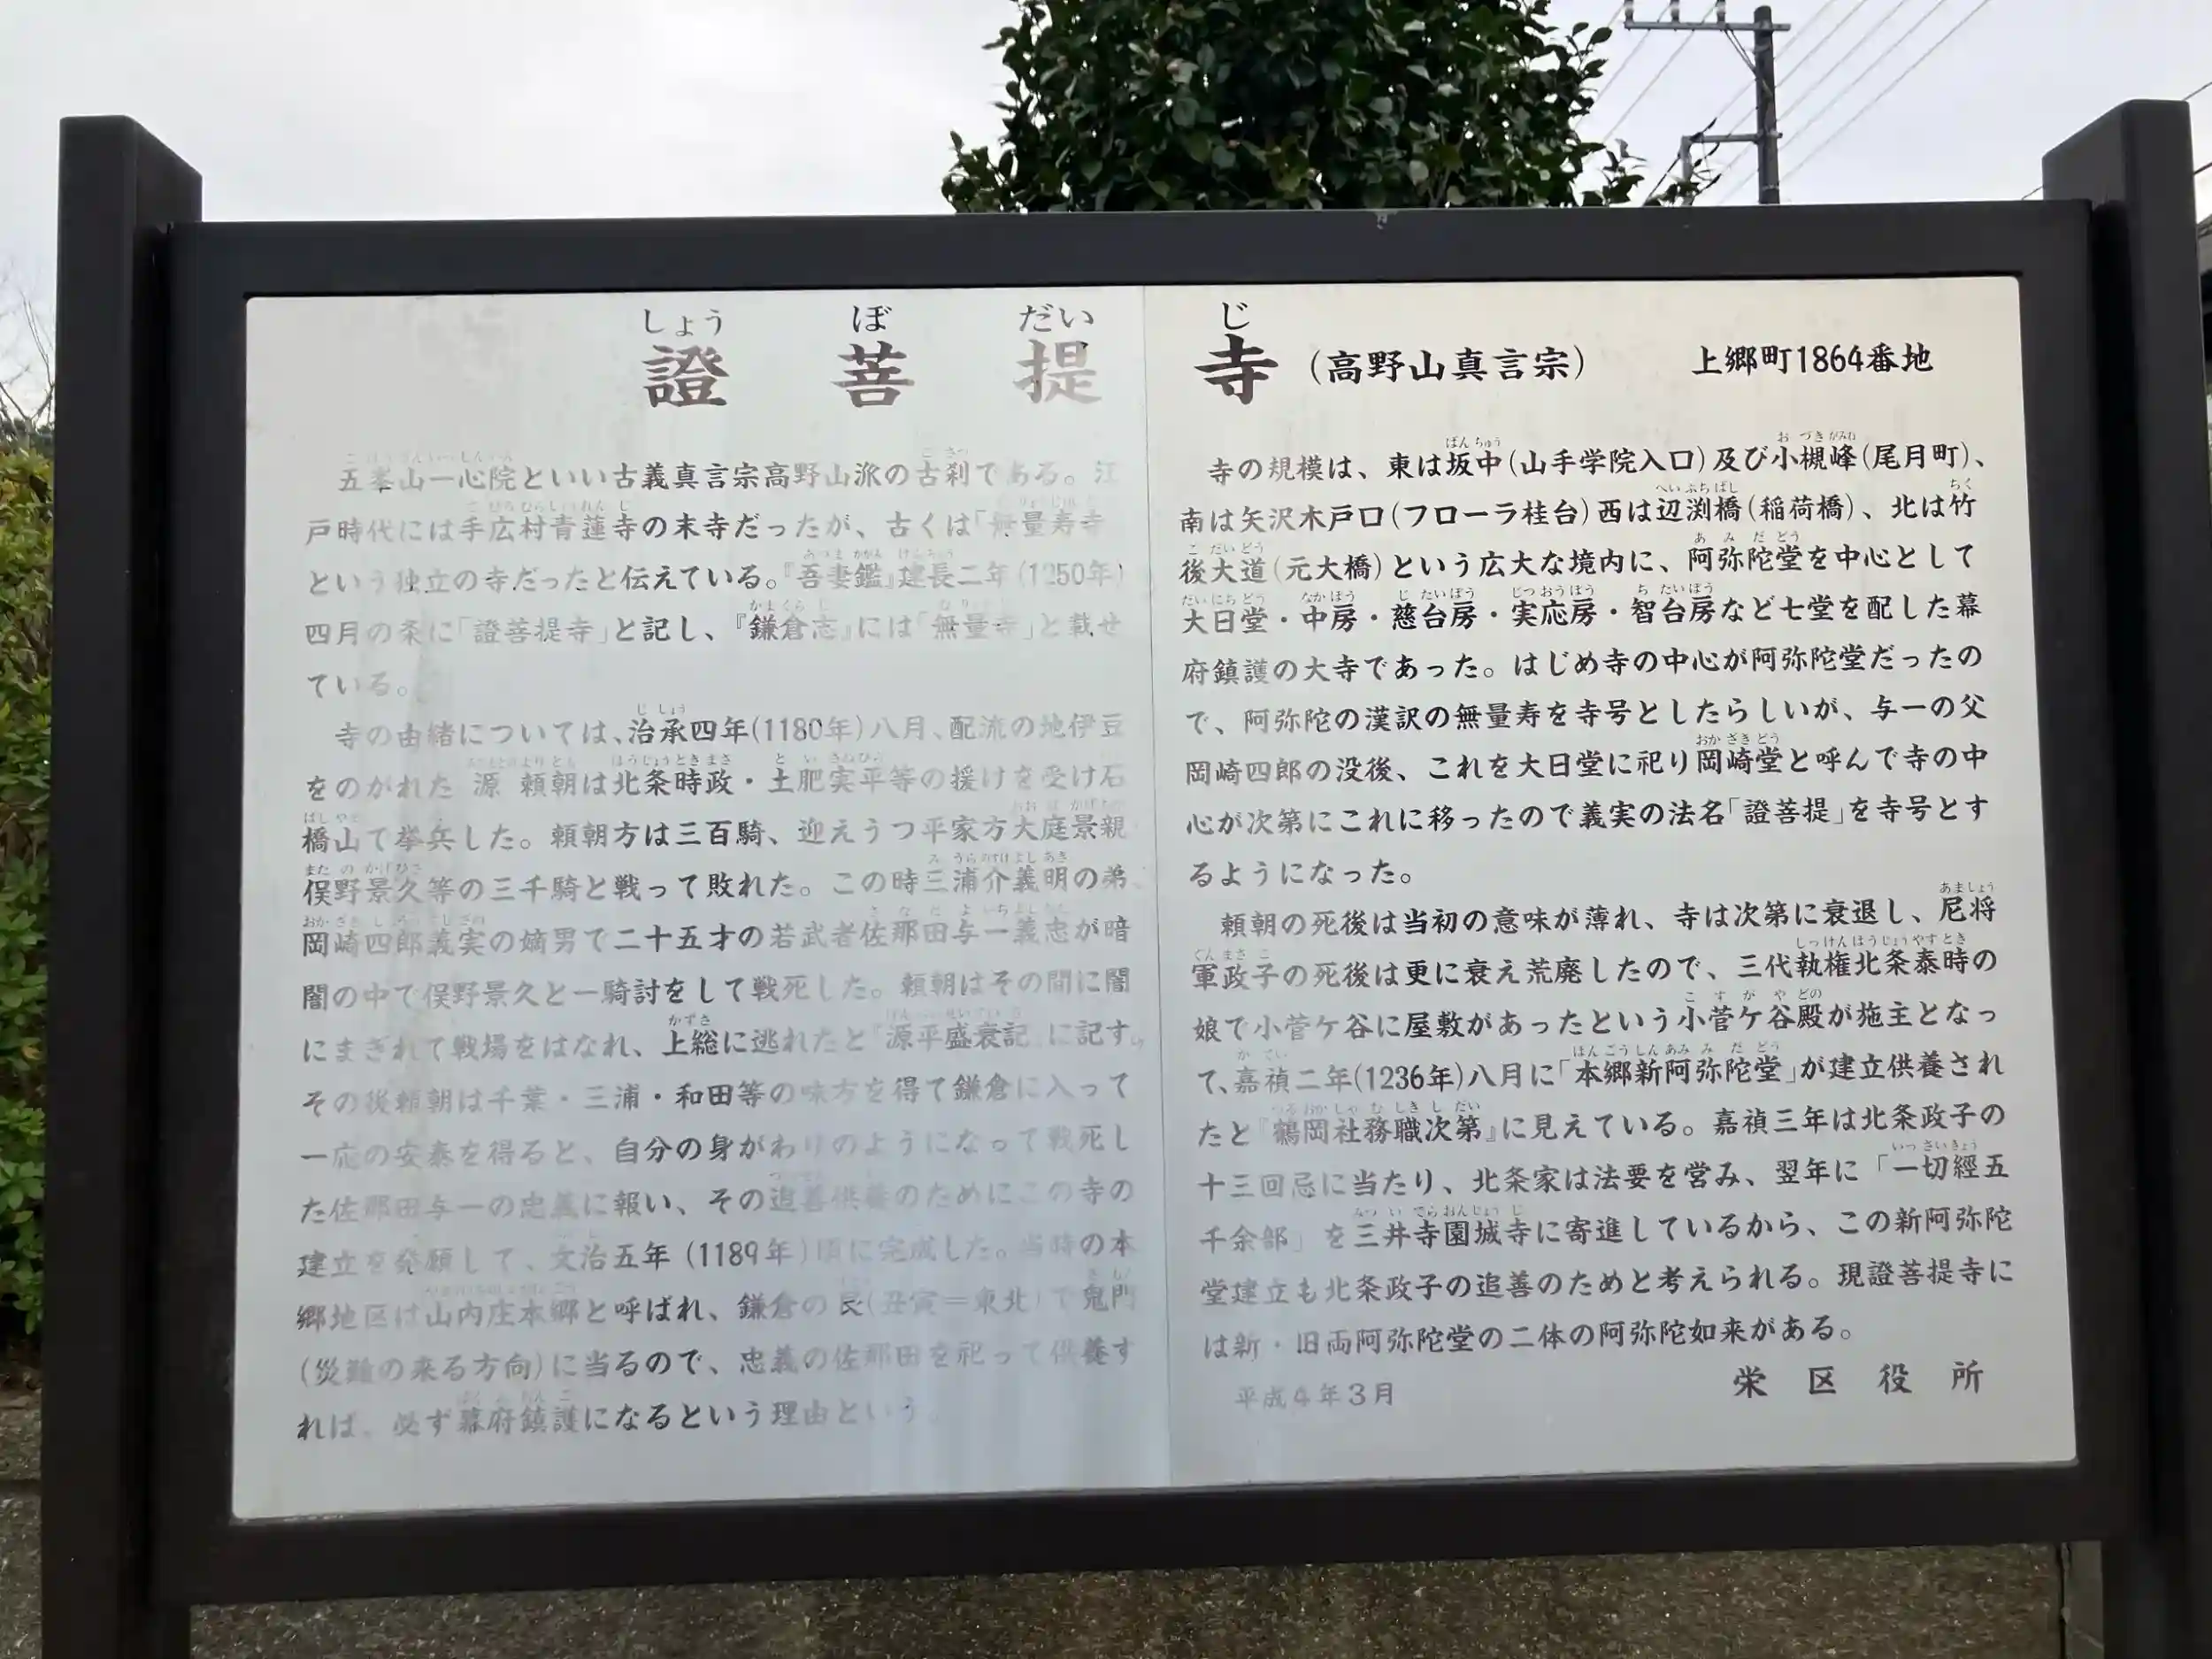 證菩提寺(高野山真言宗) 上郷町1864番地
五峯山一心院といい古義真言宗高野山派の古刹である。江
戸時代には手広村青蓮寺の末寺だったが、古くは「無量寿寺
という独立の寺だったと伝えている。『吾妻鑑』建長二年(1250年)
四月の条に「證菩提寺」と記し、『鎌倉志』には「無量寺」と載せ
ている。
寺の由緒については、治承四年(1180年)八月、配流の地伊豆
をのがれた 源 頼朝は北条時政・土肥実平等の援けを受け石
橋山で挙兵した。頼朝方は三百騎、迎えうつ平家方大庭景親
俣野景久等の三千騎と戦って敗れた。この時三浦介義明の弟、
岡崎四郎義実の嫡男で二十五才の若武者佐那田与一義忠が暗
闇の中で俣野景久と一騎討をして戦死した。頼朝はその間に闇
にまぎれて戦場をはなれ、上総に逃れたと『源平盛衰記』に記す。
その後頼朝は千葉・三浦・和田等の味方を得て鎌倉に入って
一応の安泰を得ると、自分の身がわりのようになって戦死し
た佐那田与一の忠義に報い、その追善供養のためにこの寺の
建立を発願して、文治五年(1189年)頃に完成した。当時の本
郷地区は山内庄本郷と呼ばれ、鎌倉の艮(丑寅=東北)で鬼門
(災難の来る方向)に当るので、忠義の佐那田を祀って供養す
れば、必ず幕府鎮護になるという理由という
寺の規模は、東は坂中(山手学院入口)及び小槻峰(尾月町)、
南は矢沢木戸口(フローラ桂台)西は辺渕橋(稲荷橋)、北は竹
後大道(元大橋)という広大な境内に、阿弥陀堂を中心として
大日堂・中房・慈台房・実応房・智台房など七堂を配した幕
府鎮護の大寺であった。はじめ寺の中心が阿弥陀堂だったの
で、阿弥陀の漢訳の無量寿を寺号としたらしいが、与一の父
岡崎四郎の没後、これを大日堂に祀り岡崎堂と呼んで寺の中
心が次第にこれに移ったので義実の法名「證菩提」を寺号とす
るようになった。
頼朝の死後は当初の意味が薄れ、寺は次第に衰退し、尼将
軍政子の死後は更に衰え荒廃したので、三代執権北条泰時の
娘で小菅ケ谷に屋敷があったという小菅ケ谷殿が施主となっ
て、嘉禎二年(1236年)八月に「本郷新阿弥陀堂」が建立供養され
たと『鶴岡社務職次第』に見えている。嘉禎三年は北条政子の
十三回忌に当たり、北条家は法要を営み、翌年に「一切經五
千余部」を三井寺園城寺に寄進しているから、この新阿弥陀
堂建立も北条政子の追善のためと考えられる。現證菩提寺に
は新・旧両阿弥陀堂の二体の阿弥陀如来がある。
平成4年3月 栄区役所